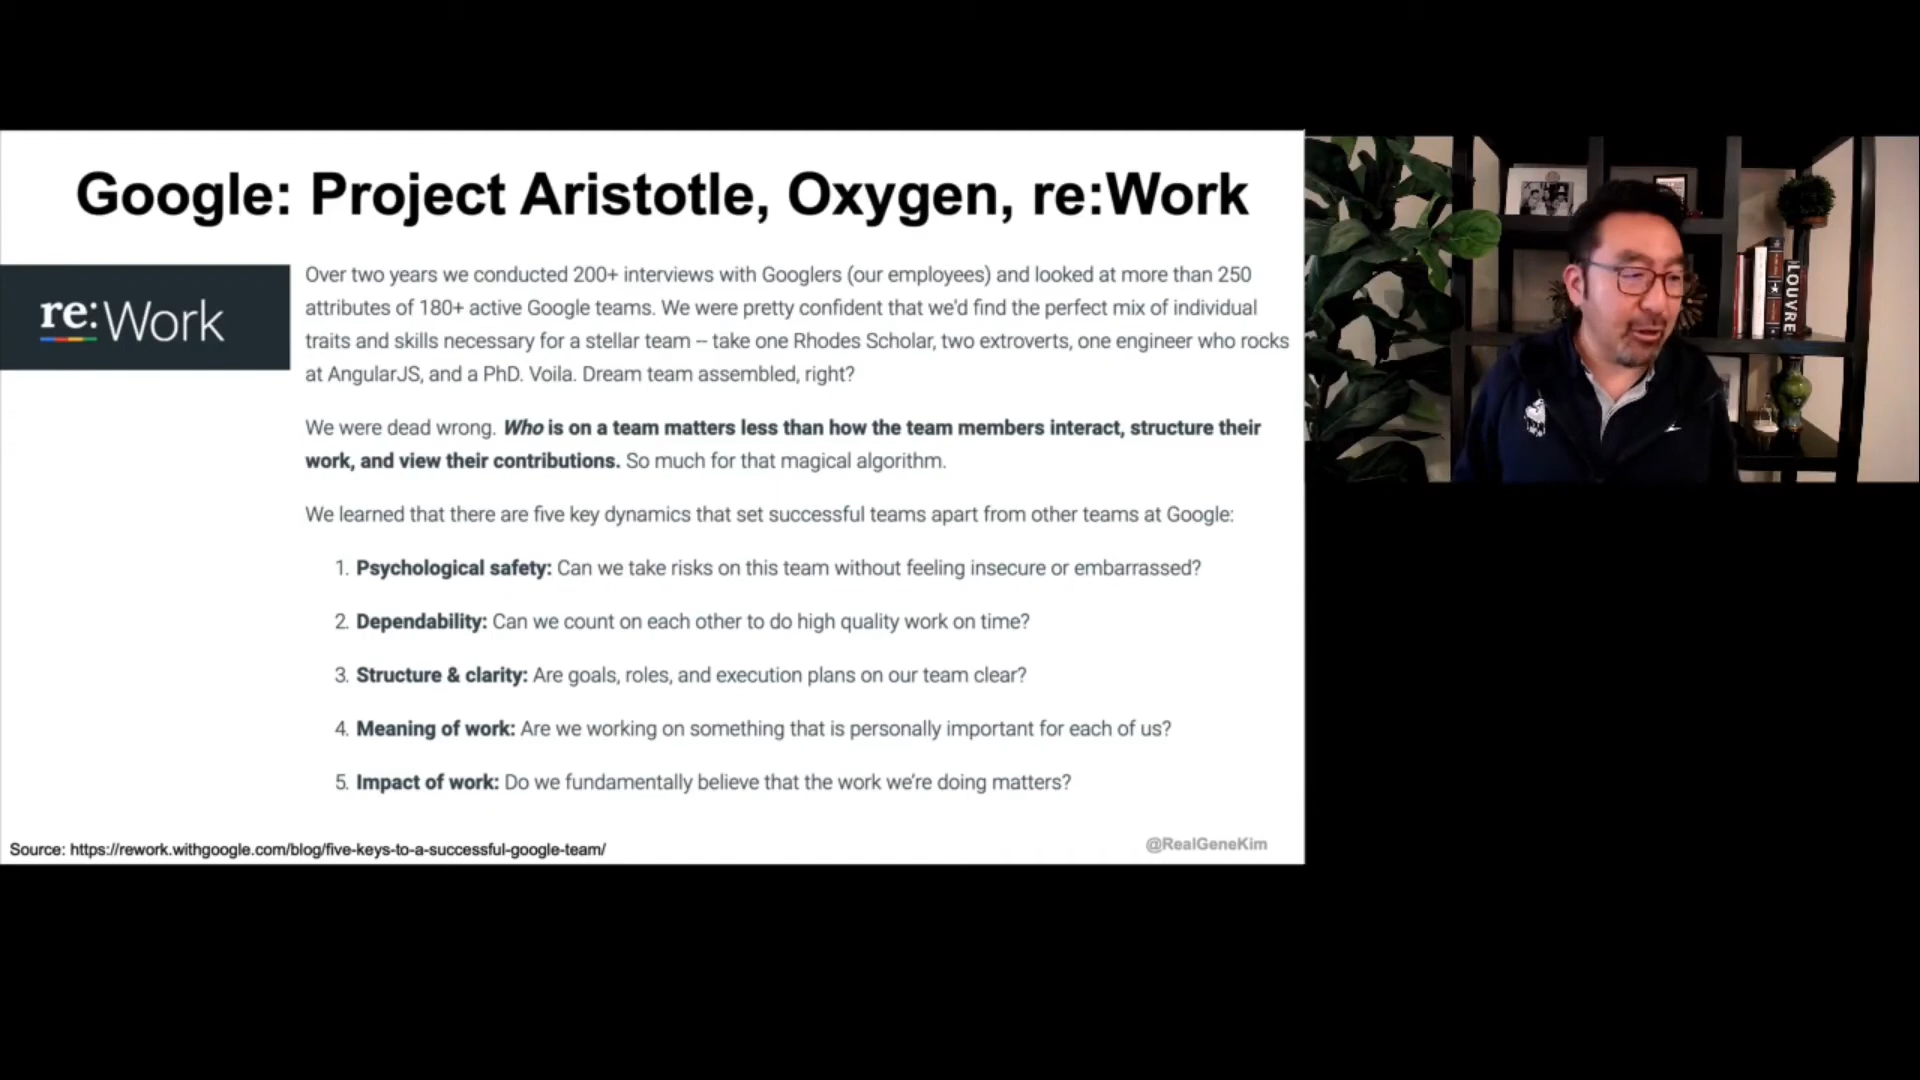 Google: Project Aristotle, Oxygen, re:Work
re:Work
Over two years we conducted 200+ interviews with Googlers (our employees) and looked at more than 250
attributes of 180+ active Google teams. We were pretty confident that we'd find the perfect mix of individual
traits and skills necessary for a stellar team – take one Rhodes Scholar, two extroverts, one engineer who rocks
at AngularJS, and a PhD. Voila. Dream team assembled, right?
We were dead wrong. Who is on a team matters less than how the team members interact, structure their
work, and view their contributions. So much for that magical algorithm.
We learned that there are five key dynamics that set successful teams apart from other teams at Google:
1. Psychological safety: Can we take risks on this team without feeling insecure or embarrassed?
2. Dependability: Can we count on each other to do high quality work on time?
3. Structure & clarity: Are goals, roles, and execution plans on our team clear?
4. Meaning of work: Are we working on something that is personally important for each of us?
5. Impact of work: Do we fundamentally believe that the work we're doing matters?
Source: https://rework.withgoogle.com/blog/five-keys-to-a-successful-google-team/
@RealGeneKim
LOUVRE